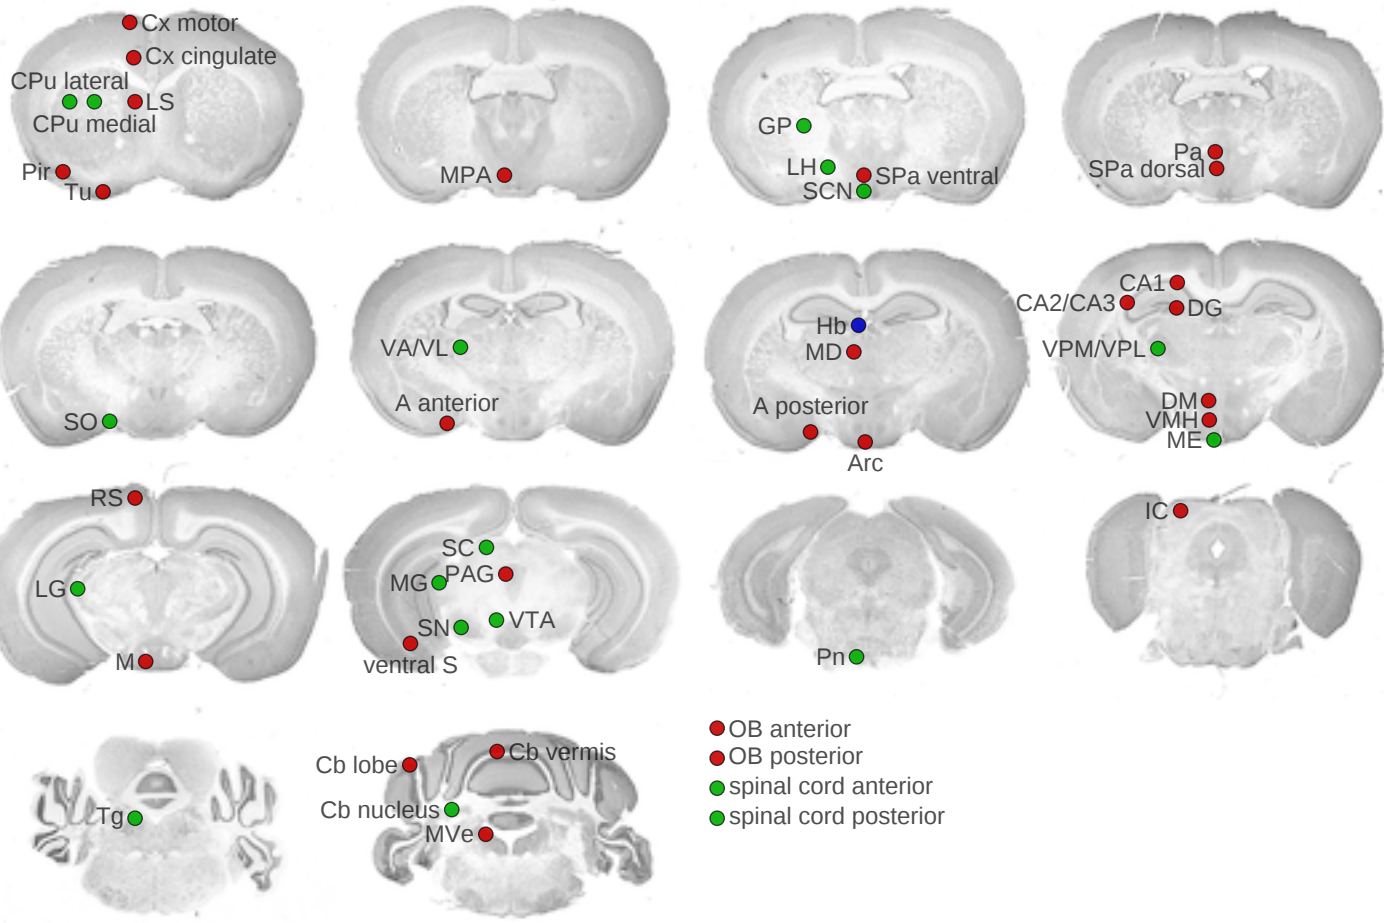 Cx motor
Cx cingulate
CPu lateral
LS
CPu medial
Pir
Tu
MPA
GP
LH
SPa ventral
SCN
Pa
SPa dorsal
SO
VA/VL
A anterior
Hb
MD
A posterior
Arc
CA1
CA2/CA3
DG
VPM/VPL
DM
VMH
ME
RS
LG
M
SC
MG
PAG
SN
VTA
ventral S
Pn
IC
Tg
Cb lobe
Cb vermis
Cb nucleus
MVe
OB anterior
OB posterior
spinal cord anterior
spinal cord posterior